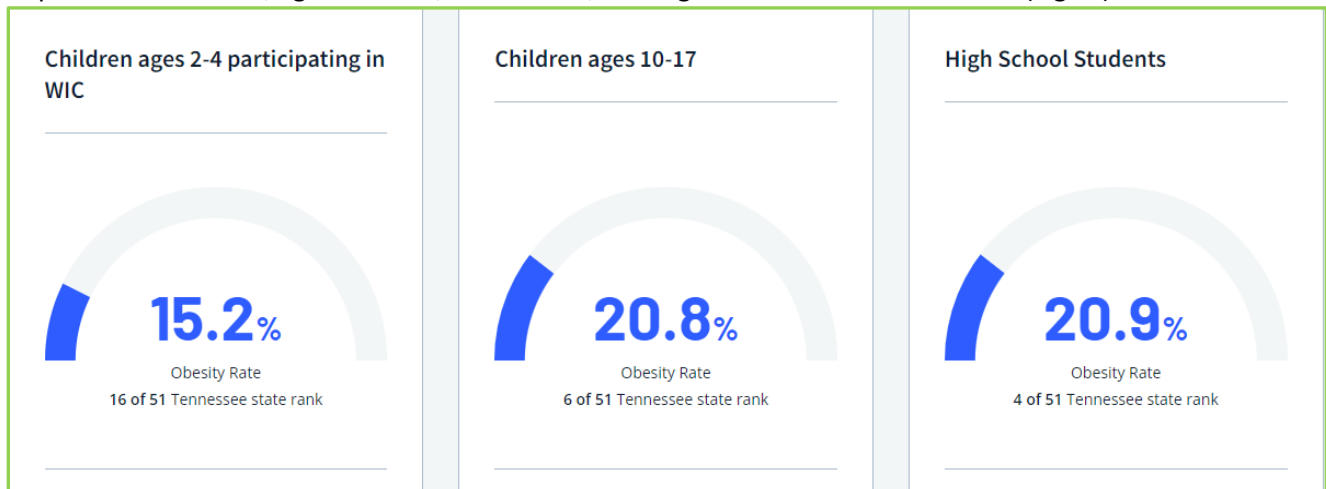 Children ages 2-4 participating in
WIC
15.2%
Obesity Rate
16 of 51 Tennessee state rank
Children ages 10-17
20.8%
Obesity Rate
6 of 51 Tennessee state rank
High School Students
20.9%
Obesity Rate
4 of 51 Tennessee state rank